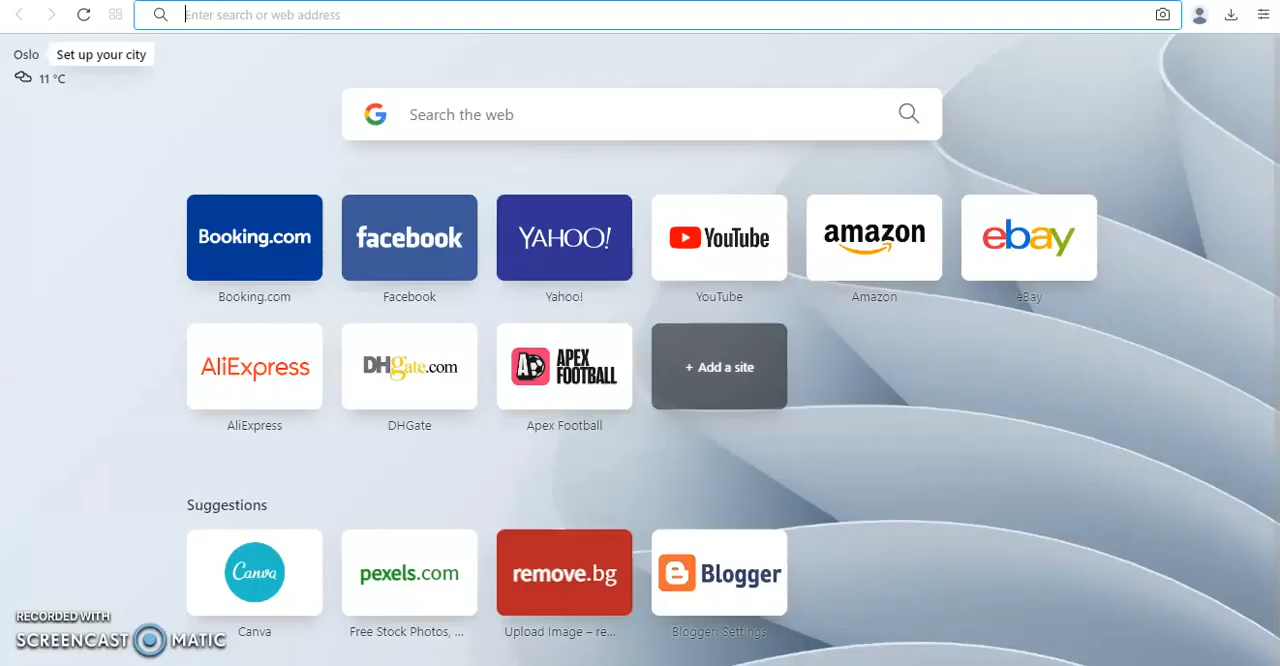 Enter search or web address
Oslo
Set up your city
11 °C
Search the web
Booking.com
facebook
YAHOO!
YouTube
amazon
ebay
Booking.com
Facebook
Yahoo!
YouTube
Amazon
eBay
AliExpress
DHgate.com
APEX
FOOTBALL
+ Add a site
AliExpress
DHGate
Apex Football
Suggestions
Canva
pexels.com
remove.bg
Blogger
Canva
Free Stock Photos, ...
Upload Image – re...
Blogger: Settings
RECORDED WITH
SCREENCAST MATIC